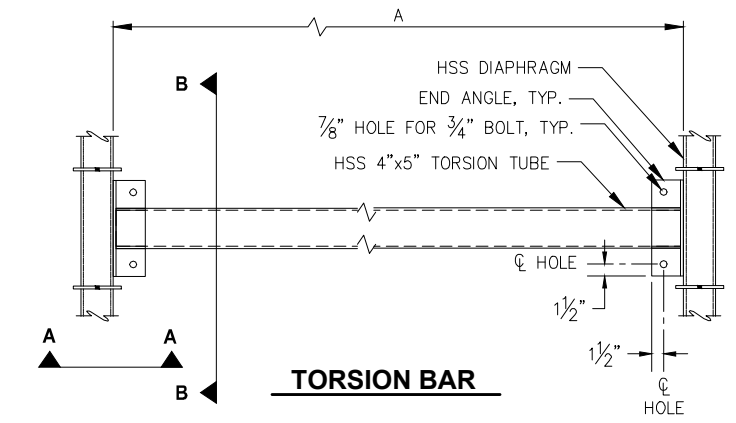 A
B
HSS DIAPHRAGM
END ANGLE, TYP.
⅞" HOLE FOR ¾" BOLT, TYP.
HSS 4"x5" TORSION TUBE
℄ HOLE
1½"
A A
1½"
B
TORSION BAR
℄
HOLE